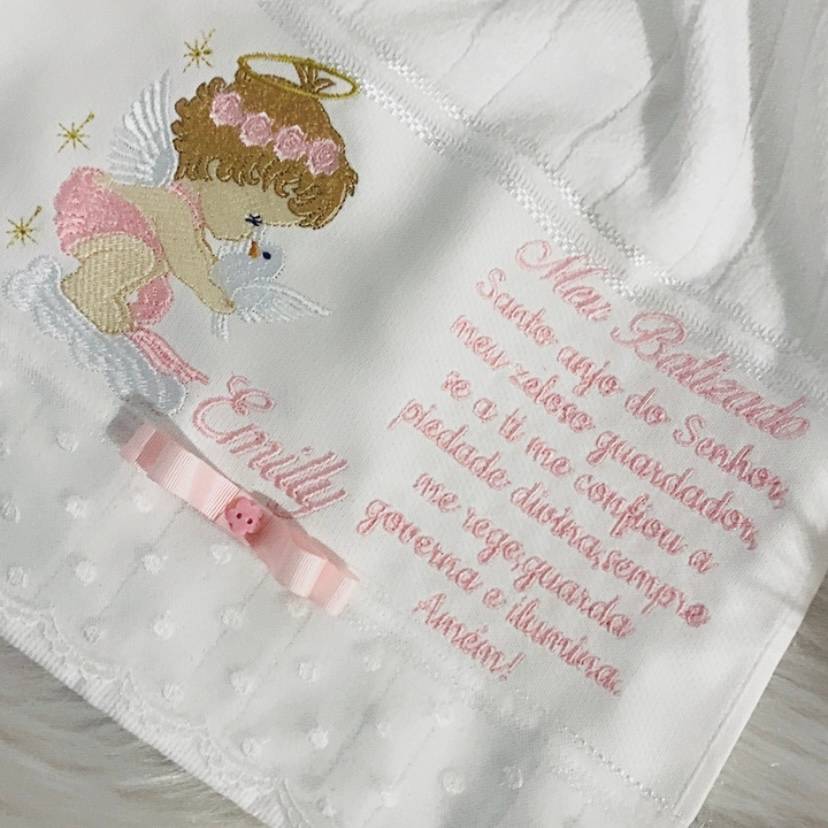 Emilly
Meu Batizado
Santo anjo do Senhor,
meu zeloso guardador,
se a ti me confiou a
piedade divina,sempre
me rege,guarda
governa e ilumina.
Amém!